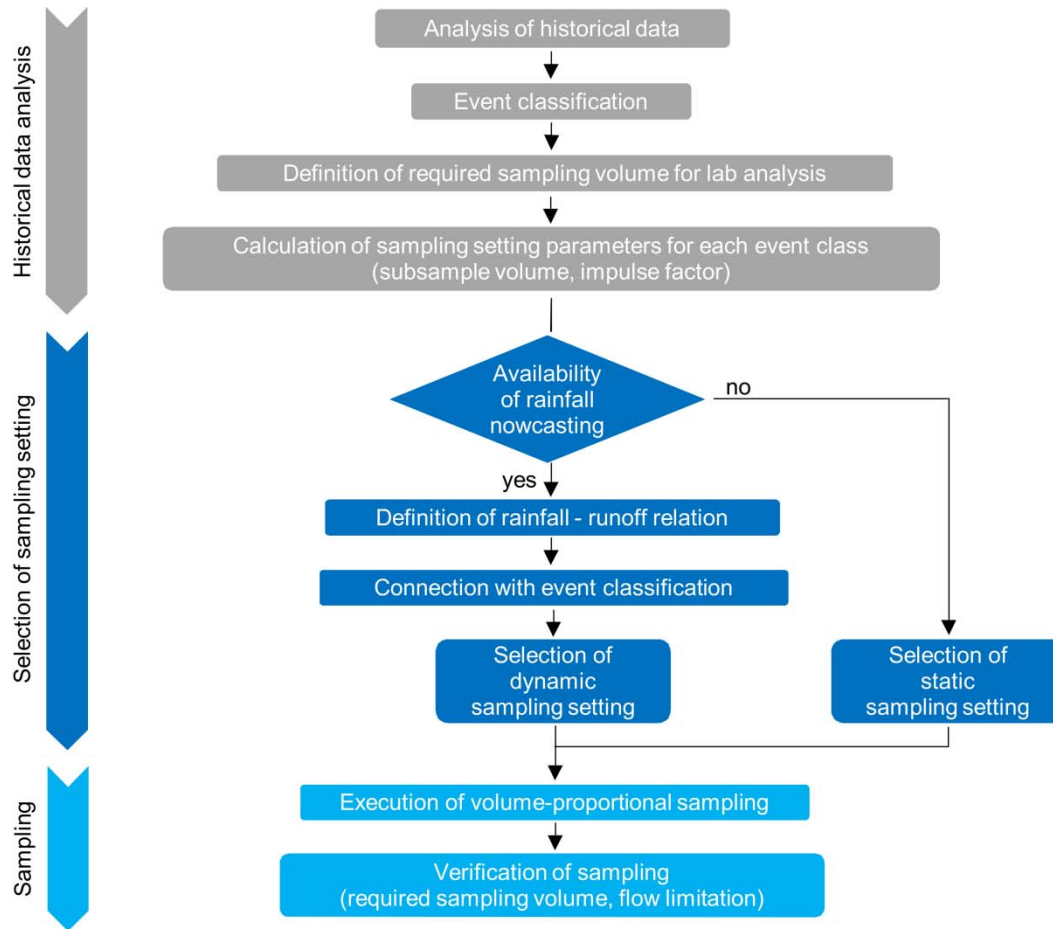 Historical data analysis
Analysis of historical data
Event classification
Definition of required sampling volume for lab analysis
Calculation of sampling setting parameters for each event class
(subsample volume, impulse factor)
Selection of sampling setting
Availability
of rainfall
nowcasting
no
yes
Definition of rainfall - runoff relation
Connection with event classification
Selection of
dynamic
sampling setting
Selection of
static
sampling setting
Sampling
Execution of volume-proportional sampling
Verification of sampling
(required sampling volume, flow limitation)